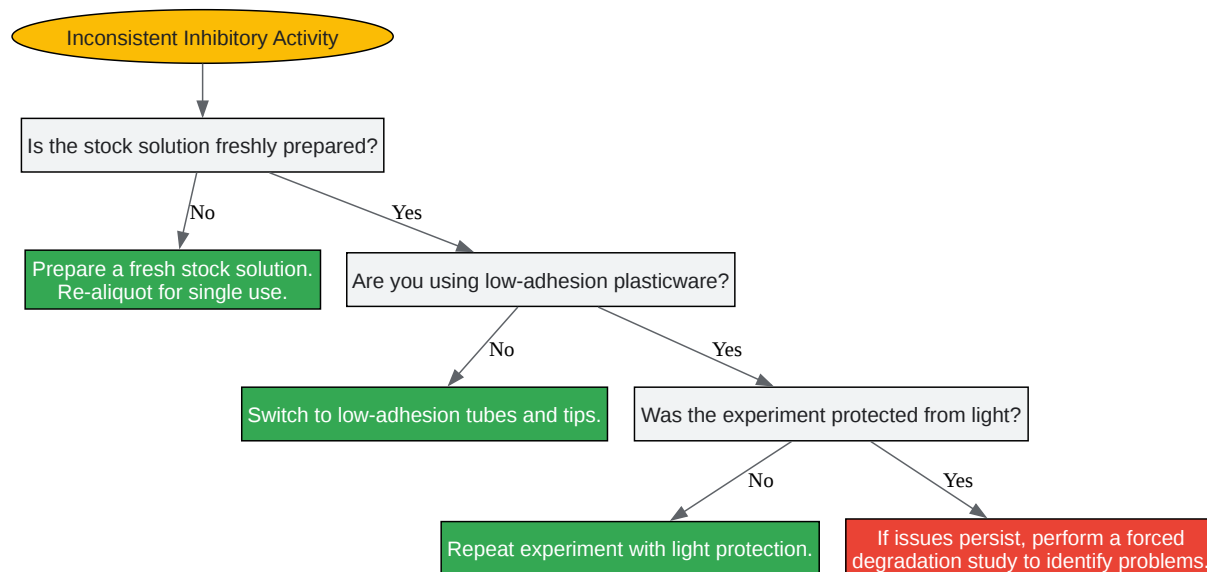 Inconsistent Inhibitory Activity
Is the stock solution freshly prepared?
No
Yes
Prepare a fresh stock solution.
Re-aliquot for single use.
Are you using low-adhesion plasticware?
No
Yes
Switch to low-adhesion tubes and tips.
Was the experiment protected from light?
No
Yes
Repeat experiment with light protection.
If issues persist, perform a forced
degradation study to identify problems.